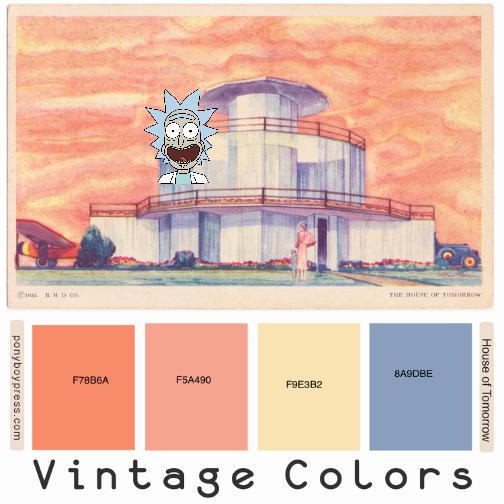 ©1933. R H D CO.
THE HOUSE OF TOMORROW
ponyboypress.com
F78B6A
F5A490
F9E3B2
8A9DBE
House of Tomorrow
Vintage Colors